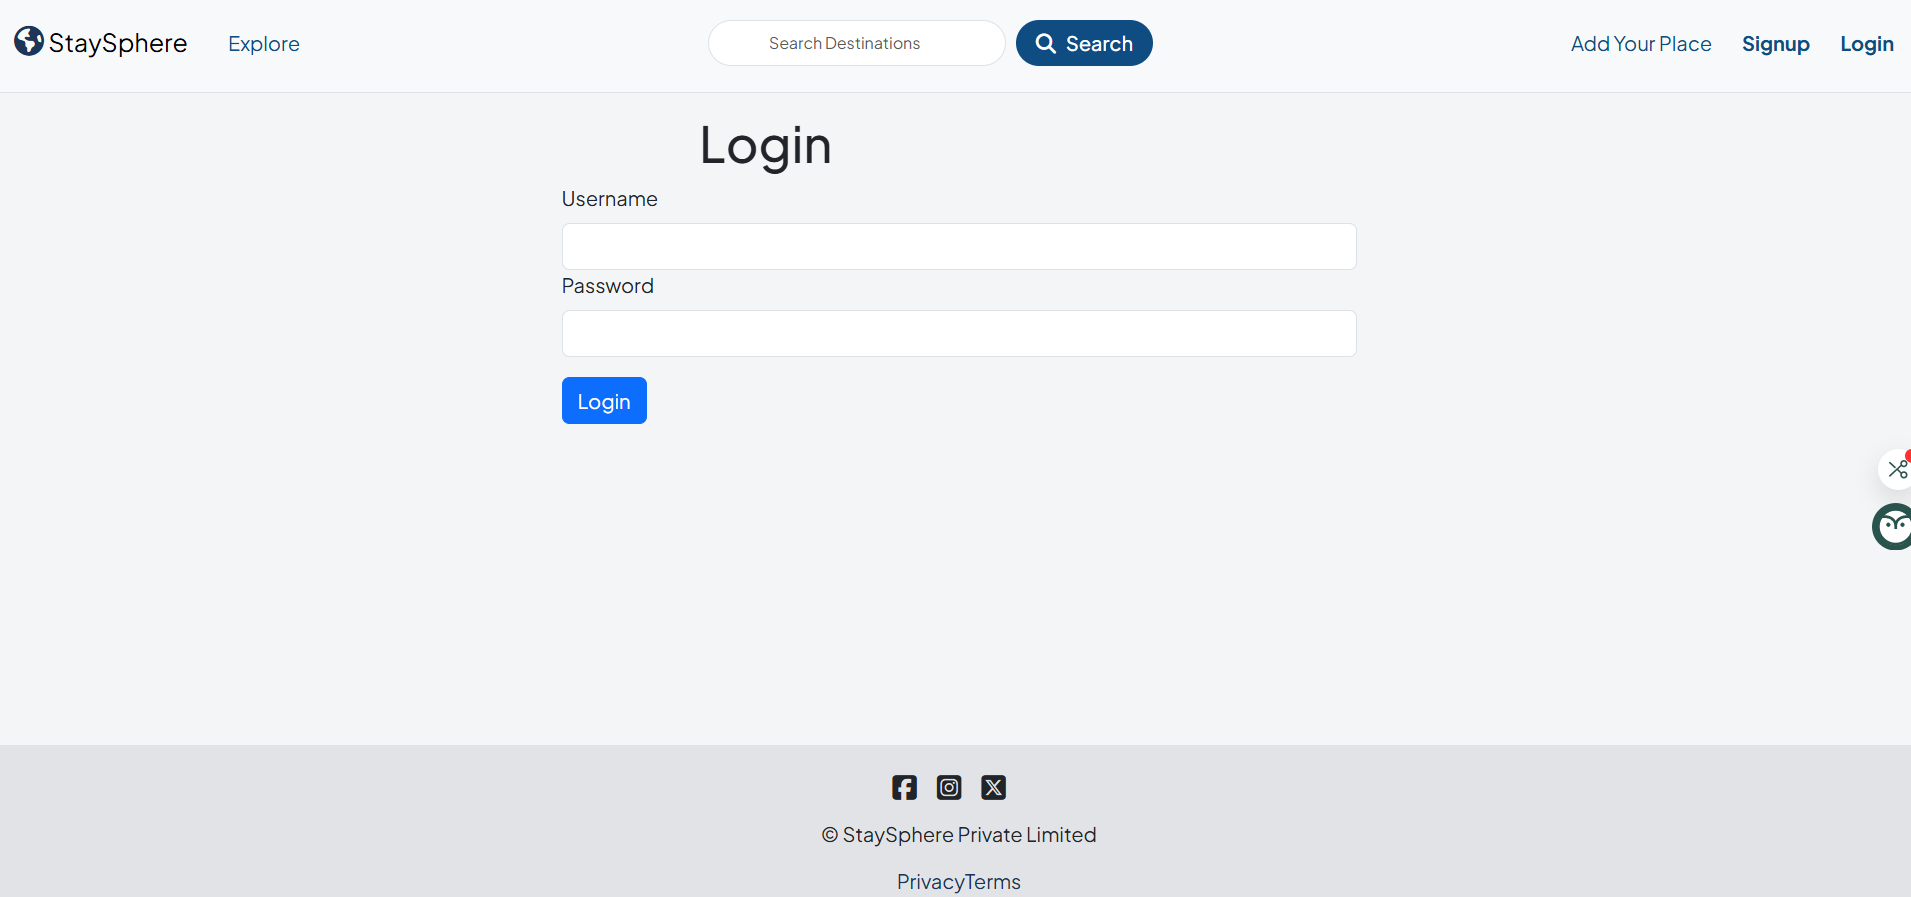 StaySphere Explore Search Destinations Search Add Your Place Signup Login
Login
Username
Password
Login
© StaySphere Private Limited
PrivacyTerms